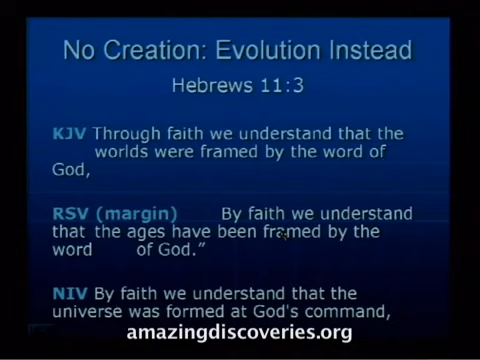 No Creation: Evolution Instead
Hebrews 11:3
KJV Through faith we understand that the
worlds were framed by the word of
God,
RSV (margin) By faith we understand
that the ages have been framed by the
word of God.”
NIV By faith we understand that the
universe was formed at God's command,
amazingdiscoveries.org